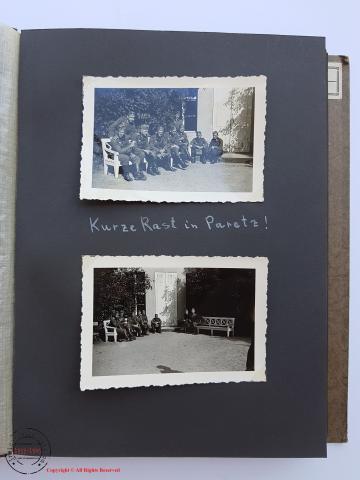 Kurze Rast in Paretz!
Copyright © All Rights Reserved